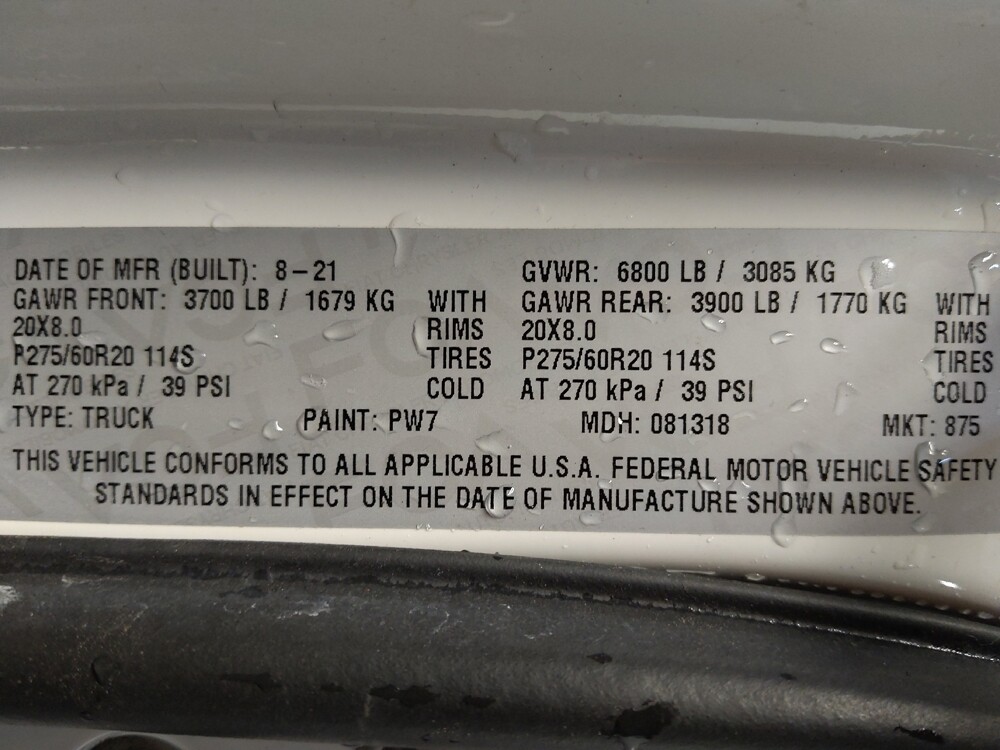 DATE OF MFR (BUILT): 8-21 GVWR: 6800 LB / 3085 KG
GAWR FRONT: 3700 LB / 1679 KG WITH GAWR REAR: 3900 LB / 1770 KG WITH
20X8.0 RIMS 20X8.0 RIMS
P275/60R20 114S TIRES P275/60R20 114S TIRES
AT 270 kPa / 39 PSI COLD AT 270 kPa / 39 PSI COLD
TYPE: TRUCK PAINT: PW7 MDH: 081318 MKT: 875
THIS VEHICLE CONFORMS TO ALL APPLICABLE U.S.A. FEDERAL MOTOR VEHICLE SAFETY
STANDARDS IN EFFECT ON THE DATE OF MANUFACTURE SHOWN ABOVE.